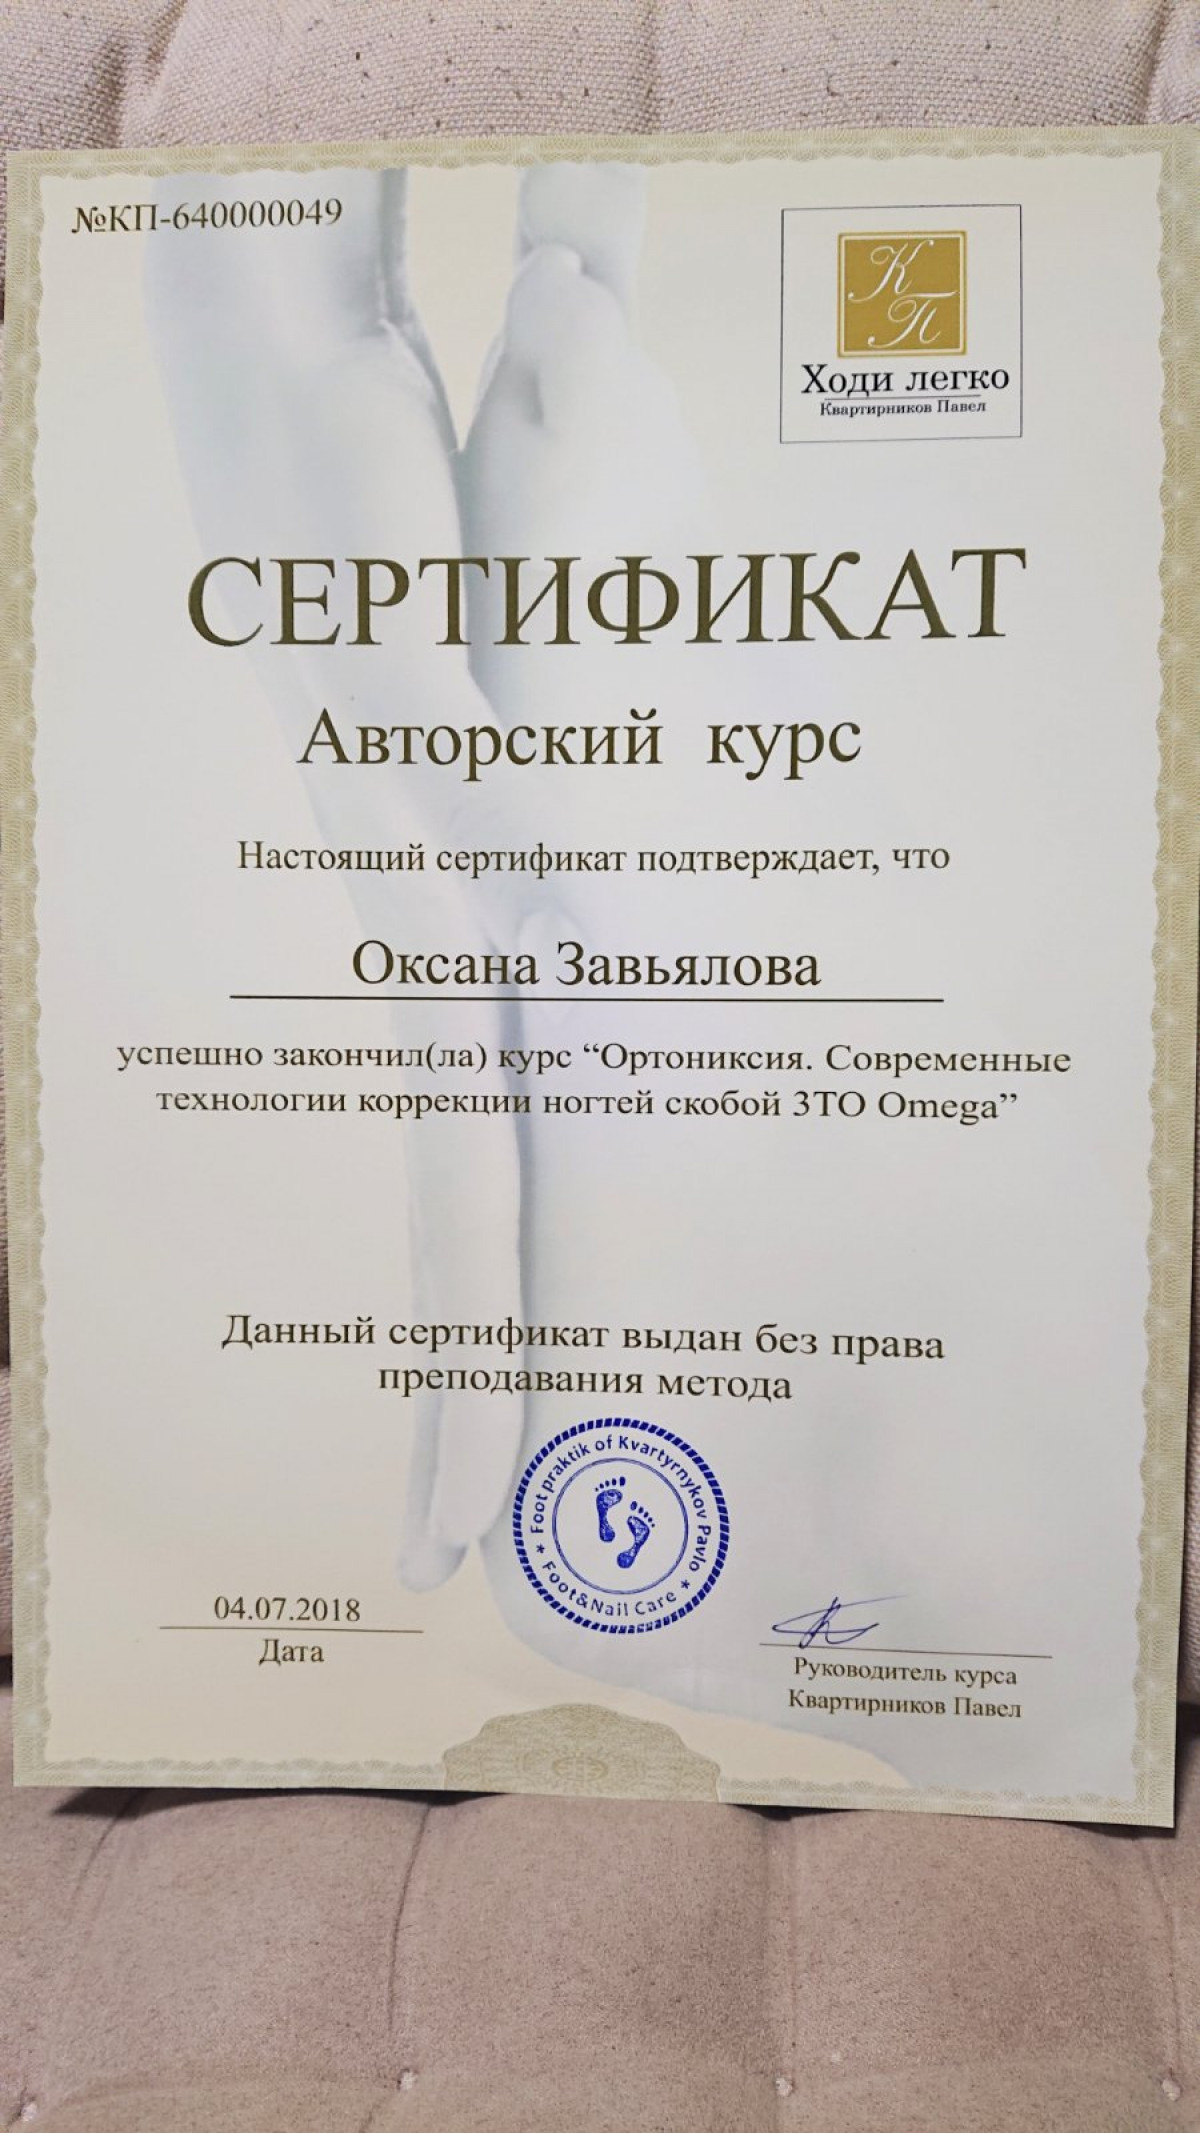 №КП-640000049
КП
Ходи легко
Квартирников Павел
СЕРТИФИКАТ
Авторский курс
Настоящий сертификат подтверждает, что
Оксана Завьялова
успешно закончил(ла) курс “Ортониксия. Современные
технологии коррекции ногтей скобой 3ТО Omega”
Данный сертификат выдан без права
преподавания метода
Foot praktik of Kvartyrnykov Pavlo
* Foot&Nail Care *
04.07.2018
Дата
Руководитель курса
Квартирников Павел